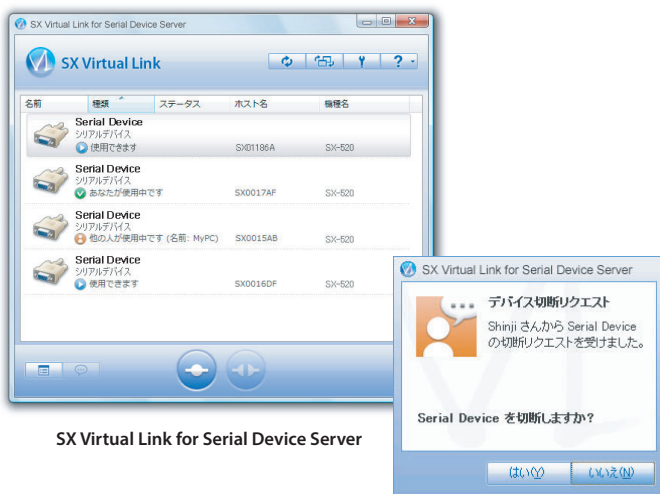 SX Virtual Link for Serial Device Server
SX Virtual Link
?
名前 種類 ステータス ホスト名 機種名
Serial Device
シリアルデバイス
使用できます SX01186A SX-520
Serial Device
シリアルデバイス
あなたが使用中です SX0017AF SX-520
Serial Device
シリアルデバイス
他の人が使用中です (名前: MyPC) SX0015AB SX-520
Serial Device
シリアルデバイス
使用できます SX0016DF SX-520
SX Virtual Link for Serial Device Server
SX Virtual Link for Serial Device Server
デバイス切断リクエスト
Shinji さんから Serial Device
の切断リクエストを受けました。
Serial Device を切断しますか?
はい(Y) いいえ(N)